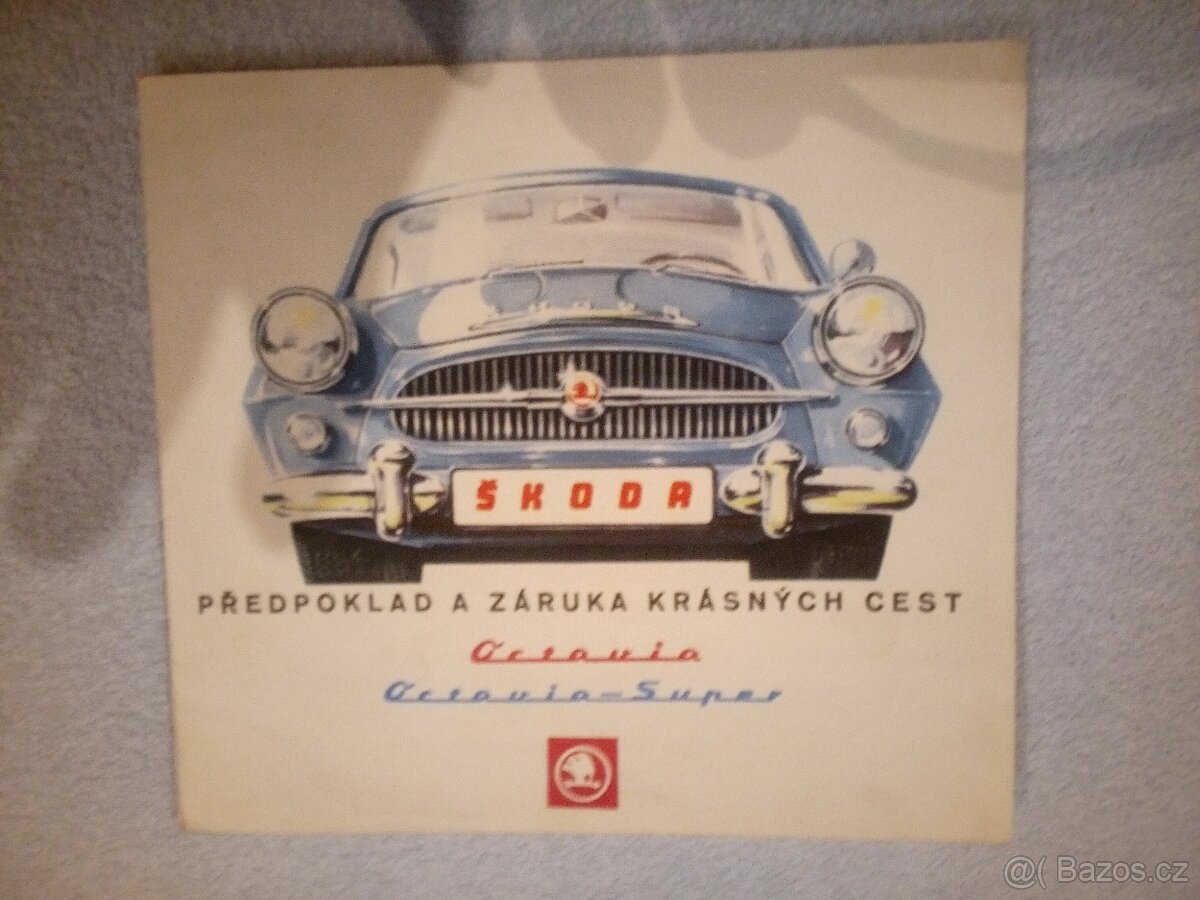 ŠKODA
PŘEDPOKLAD A ZÁRUKA KRÁSNÝCH CEST
Octavia
Octavia-Super
@( Bazos.cz